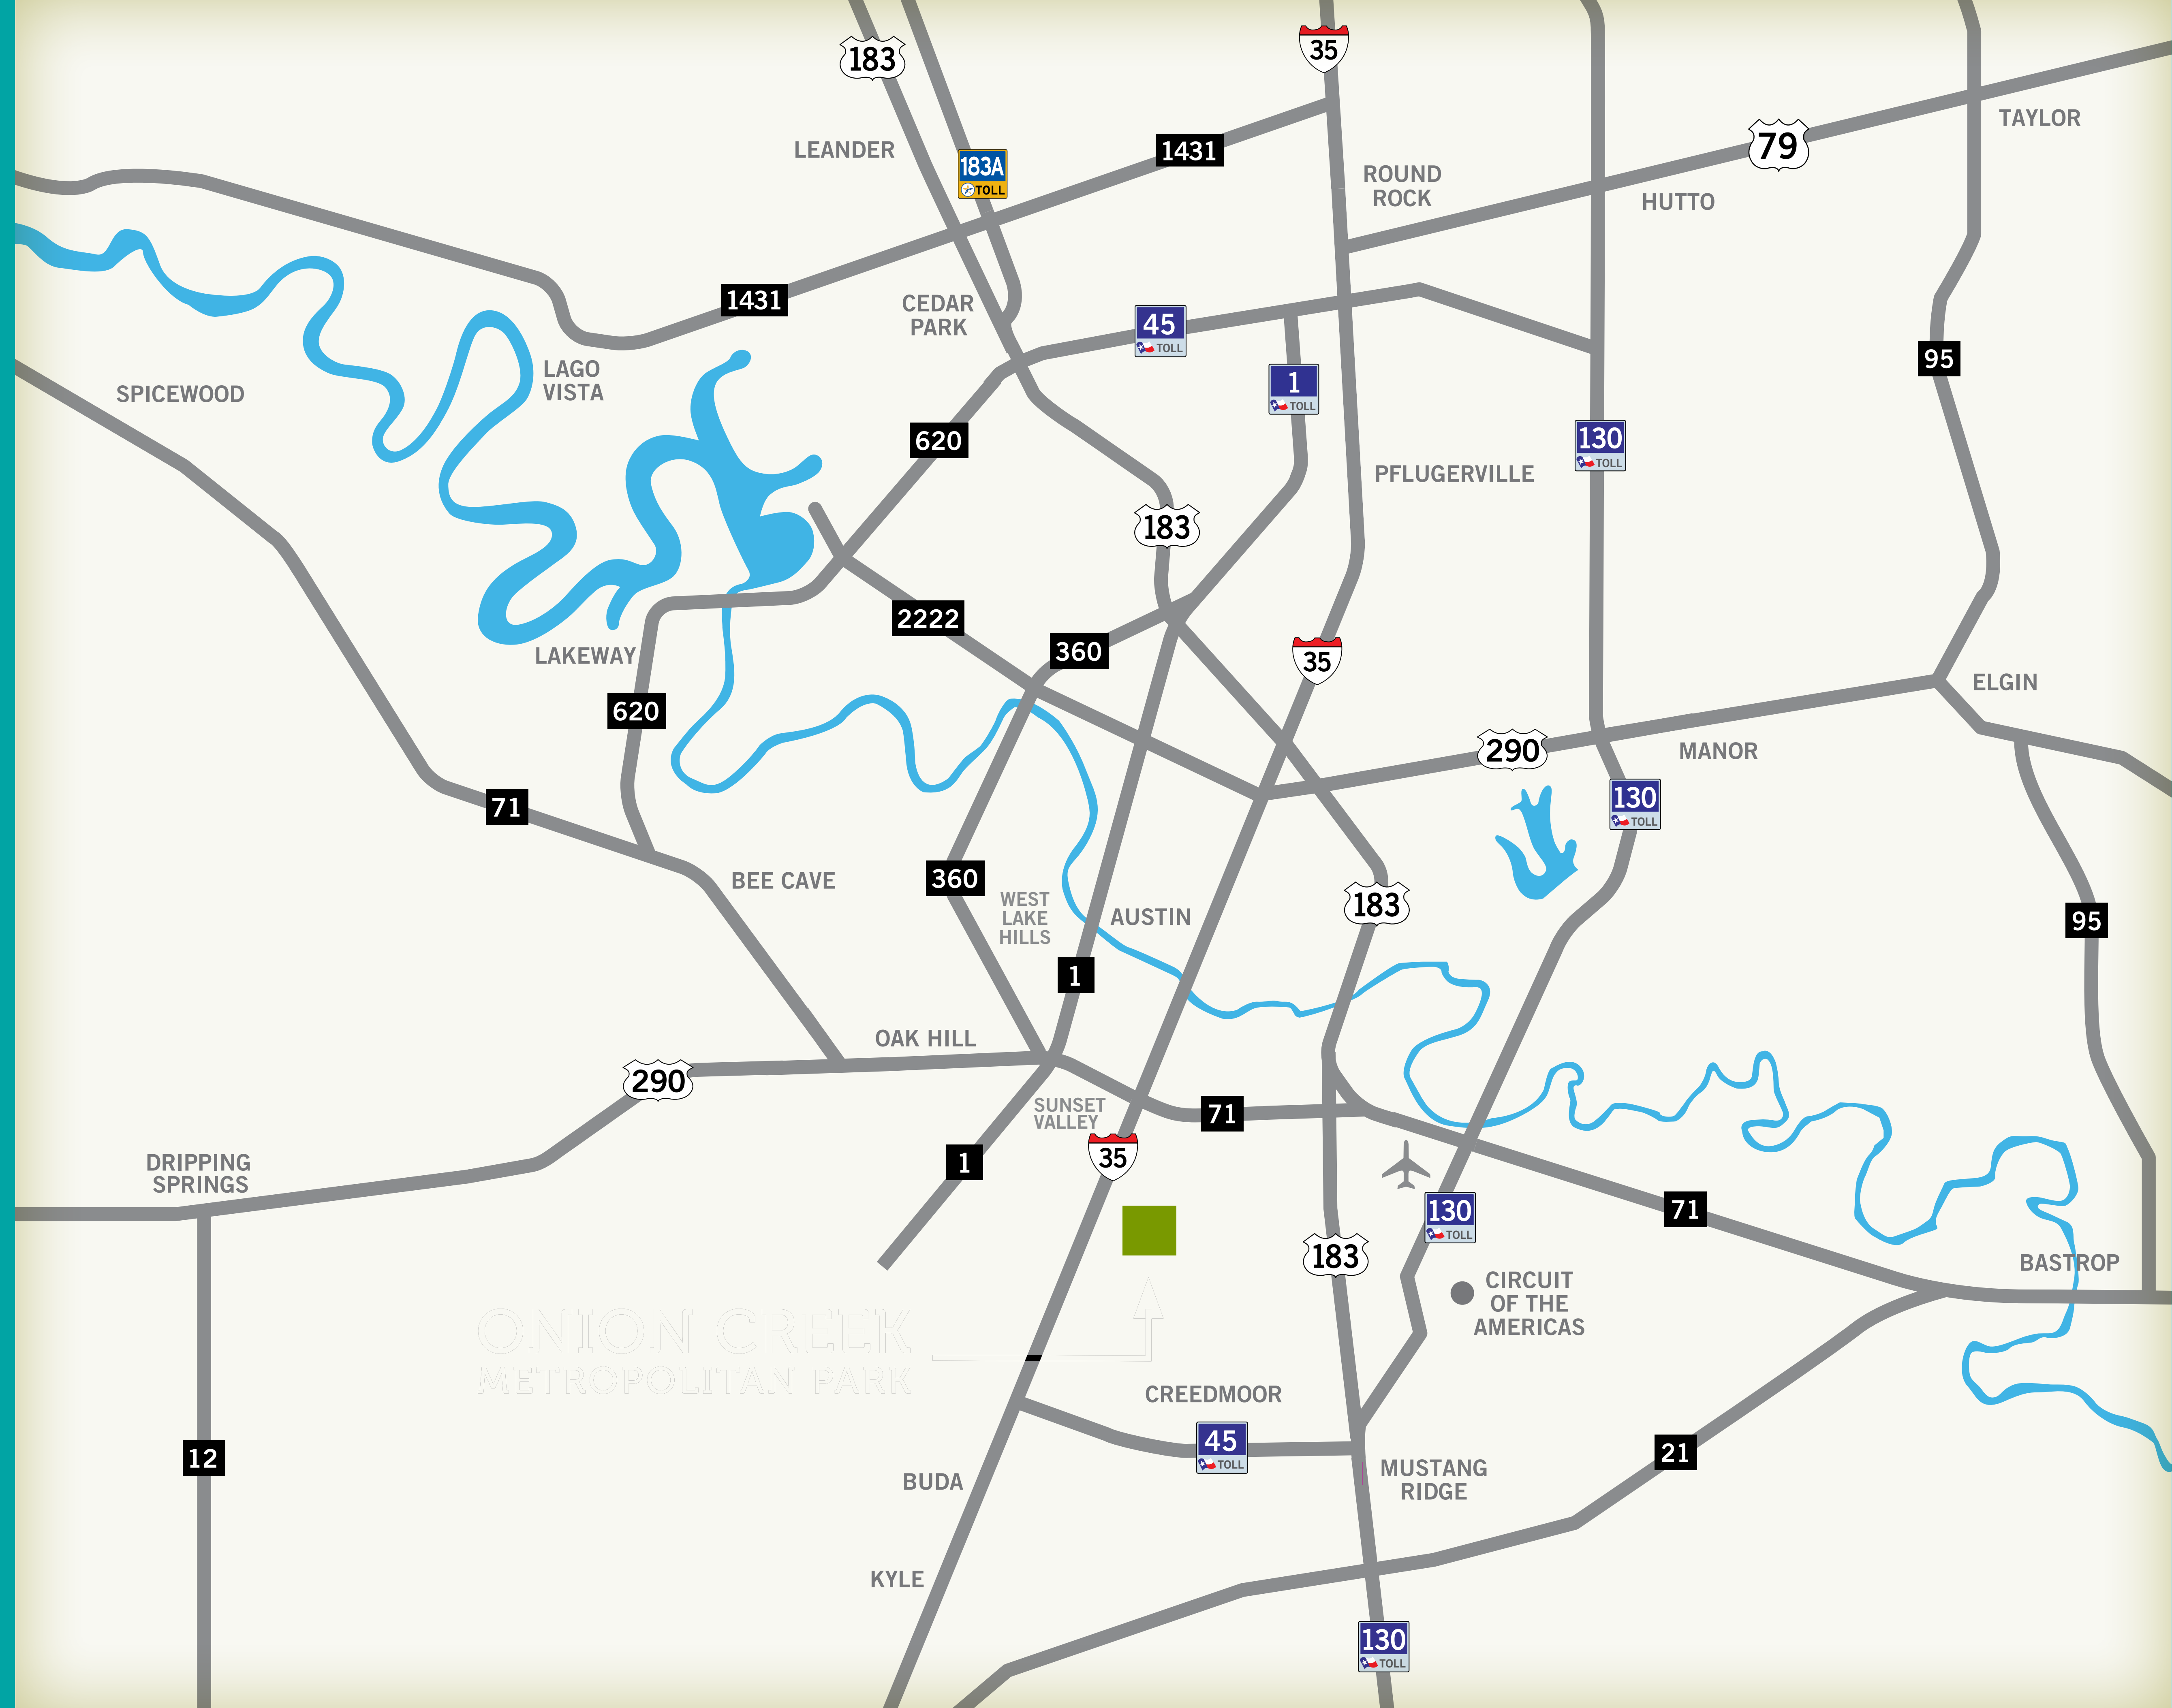 183
35
TAYLOR
79
LEANDER
1431
183A
TOLL
ROUND
ROCK
HUTTO
1431
CEDAR
PARK
45
TOLL
LAGO
VISTA
95
1
TOLL
SPICEWOOD
620
130
TOLL
PFLUGERVILLE
183
2222
360
LAKEWAY
35
ELGIN
620
290
MANOR
71
130
TOLL
BEE CAVE
360
WEST
LAKE
HILLS
AUSTIN
183
95
1
OAK HILL
290
SUNSET
VALLEY
71
35
1
DRIPPING
SPRINGS
130
TOLL
71
183
BASTROP
CIRCUIT
OF THE
AMERICAS
ONION CREEK
METROPOLITAN PARK
CREEDMOOR
45
TOLL
12
21
BUDA
MUSTANG
RIDGE
KYLE
130
TOLL